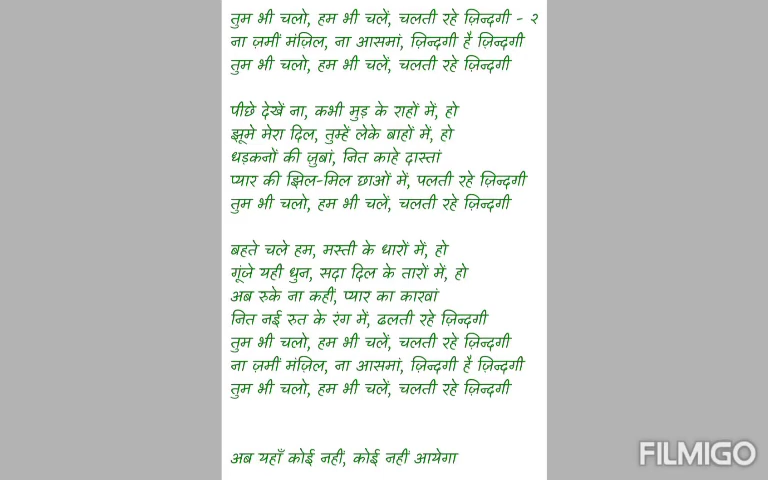 तुम भी चलो, हम भी चलें, चलती रहे ज़िन्दगी - २
ना ज़मीं मंज़िल, ना आसमां, ज़िन्दगी है ज़िन्दगी
तुम भी चलो, हम भी चलें, चलती रहे ज़िन्दगी
पीछे देखें ना, कभी मुड़ के राहों में, हो
झूमे मेरा दिल, तुम्हें लेके बाहों में, हो
धड़कनों की जुबां, नित काहे दास्तां
प्यार की झिल-मिल छाओं में, पलती रहे ज़िन्दगी
तुम भी चलो, हम भी चलें, चलती रहे ज़िन्दगी
बहते चले हम, मस्ती के धारों में, हो
गूंजे यही धुन, सदा दिल के तारों में, हो
अब रुके ना कहीं, प्यार का कारवां
नित नई रुत के रंग में, ढलती रहे ज़िन्दगी
तुम भी चलो, हम भी चलें, चलती रहे ज़िन्दगी
ना ज़मीं मंज़िल, ना आसमां, ज़िन्दगी है ज़िन्दगी
तुम भी चलो, हम भी चलें, चलती रहे ज़िन्दगी
अब यहाँ कोई नहीं, कोई नहीं आयेगा
FILMIGO